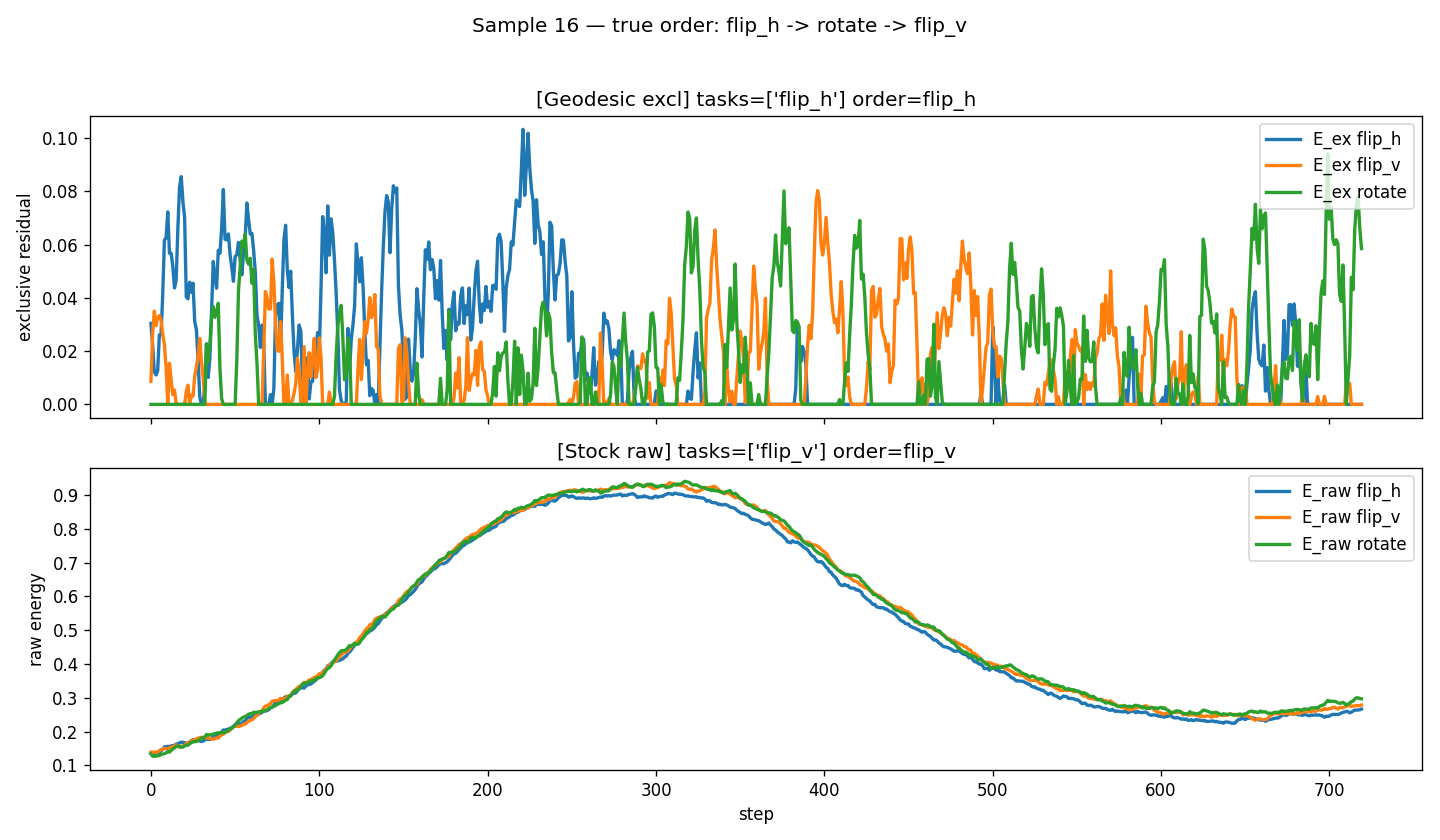 Sample 16 — true order: flip_h -> rotate -> flip_v
[Geodesic excl] tasks=['flip_h'] order=flip_h
exclusive residual
0.10
0.08
0.06
0.04
0.02
0.00
E_ex flip_h
E_ex flip_v
E_ex rotate
[Stock raw] tasks=['flip_v'] order=flip_v
raw energy
0.9
0.8
0.7
0.6
0.5
0.4
0.3
0.2
0.1
E_raw flip_h
E_raw flip_v
E_raw rotate
0 100 200 300 400 500 600 700
step